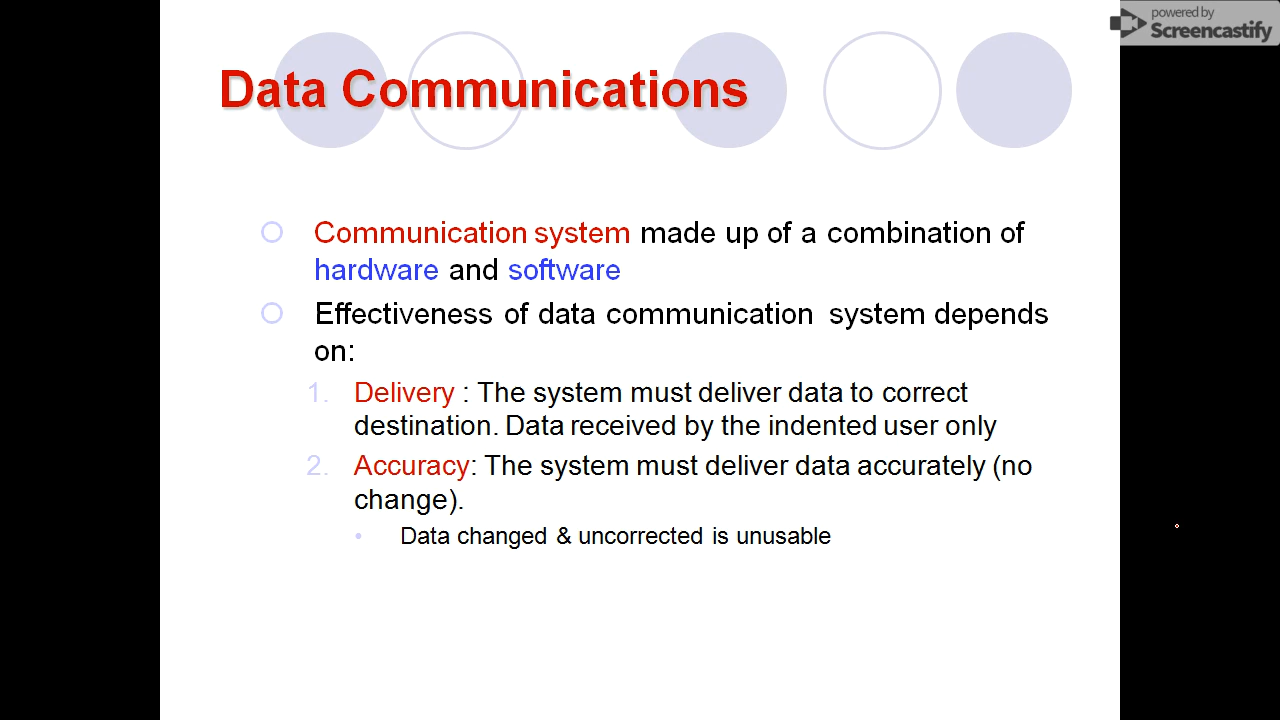 powered by
Screencastify
Data Communications
Communication system made up of a combination of
hardware and software
Effectiveness of data communication system depends
on:
1. Delivery : The system must deliver data to correct
destination. Data received by the indented user only
2. Accuracy: The system must deliver data accurately (no
change).
• Data changed & uncorrected is unusable